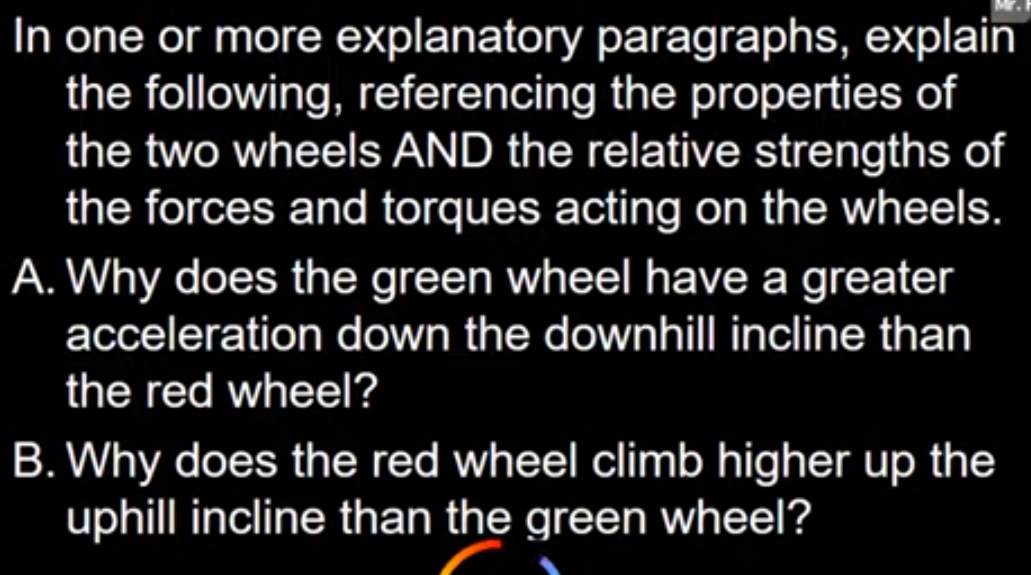 Mr.
In one or more explanatory paragraphs, explain
the following, referencing the properties of
the two wheels AND the relative strengths of
the forces and torques acting on the wheels.
A. Why does the green wheel have a greater
acceleration down the downhill incline than
the red wheel?
B. Why does the red wheel climb higher up the
uphill incline than the green wheel?